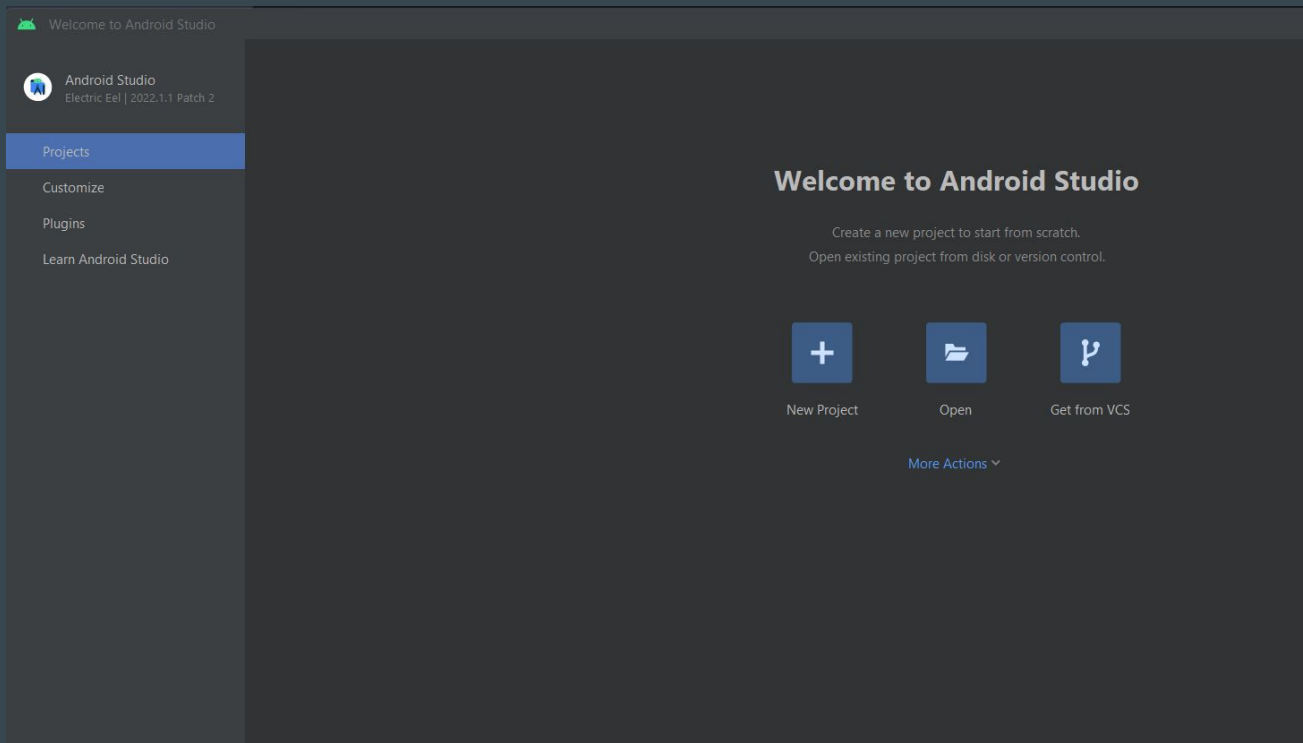 Welcome to Android Studio
Android Studio
Electric Eel | 2022.1.1 Patch 2
Projects
Customize
Plugins
Learn Android Studio
Welcome to Android Studio
Create a new project to start from scratch.
Open existing project from disk or version control.
New Project
Open
Get from VCS
More Actions